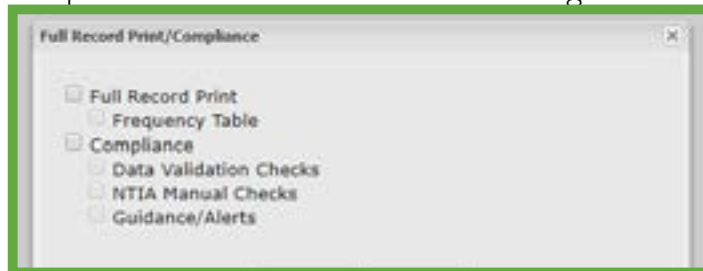 Full Record Print/Compliance
Full Record Print
Frequency Table
Compliance
Data Validation Checks
NTIA Manual Checks
Guidance/Alerts